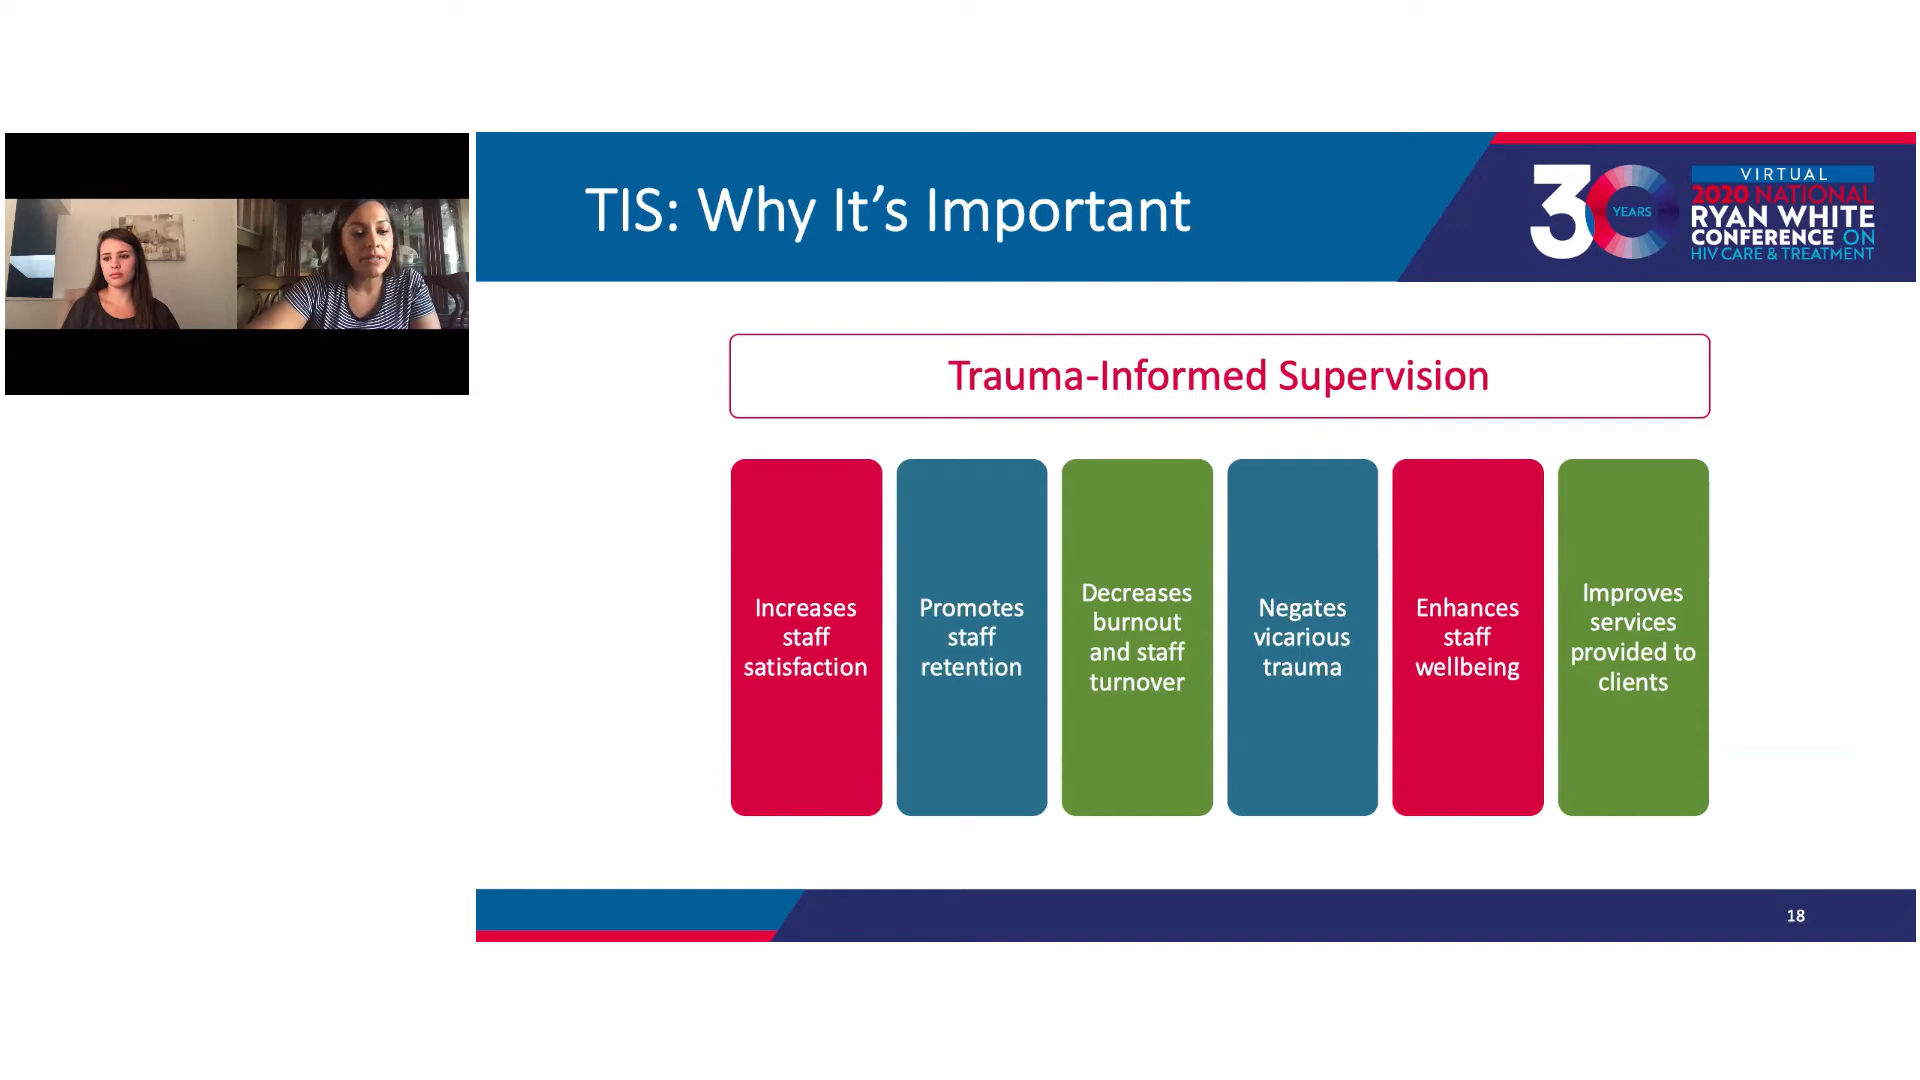 TIS: Why It’s Important
30
YEARS
VIRTUAL
2020 NATIONAL
RYAN WHITE
CONFERENCE ON
HIV CARE & TREATMENT
Trauma-Informed Supervision
Increases
staff
satisfaction
Promotes
staff
retention
Decreases
burnout
and staff
turnover
Negates
vicarious
trauma
Enhances
staff
wellbeing
Improves
services
provided to
clients
18